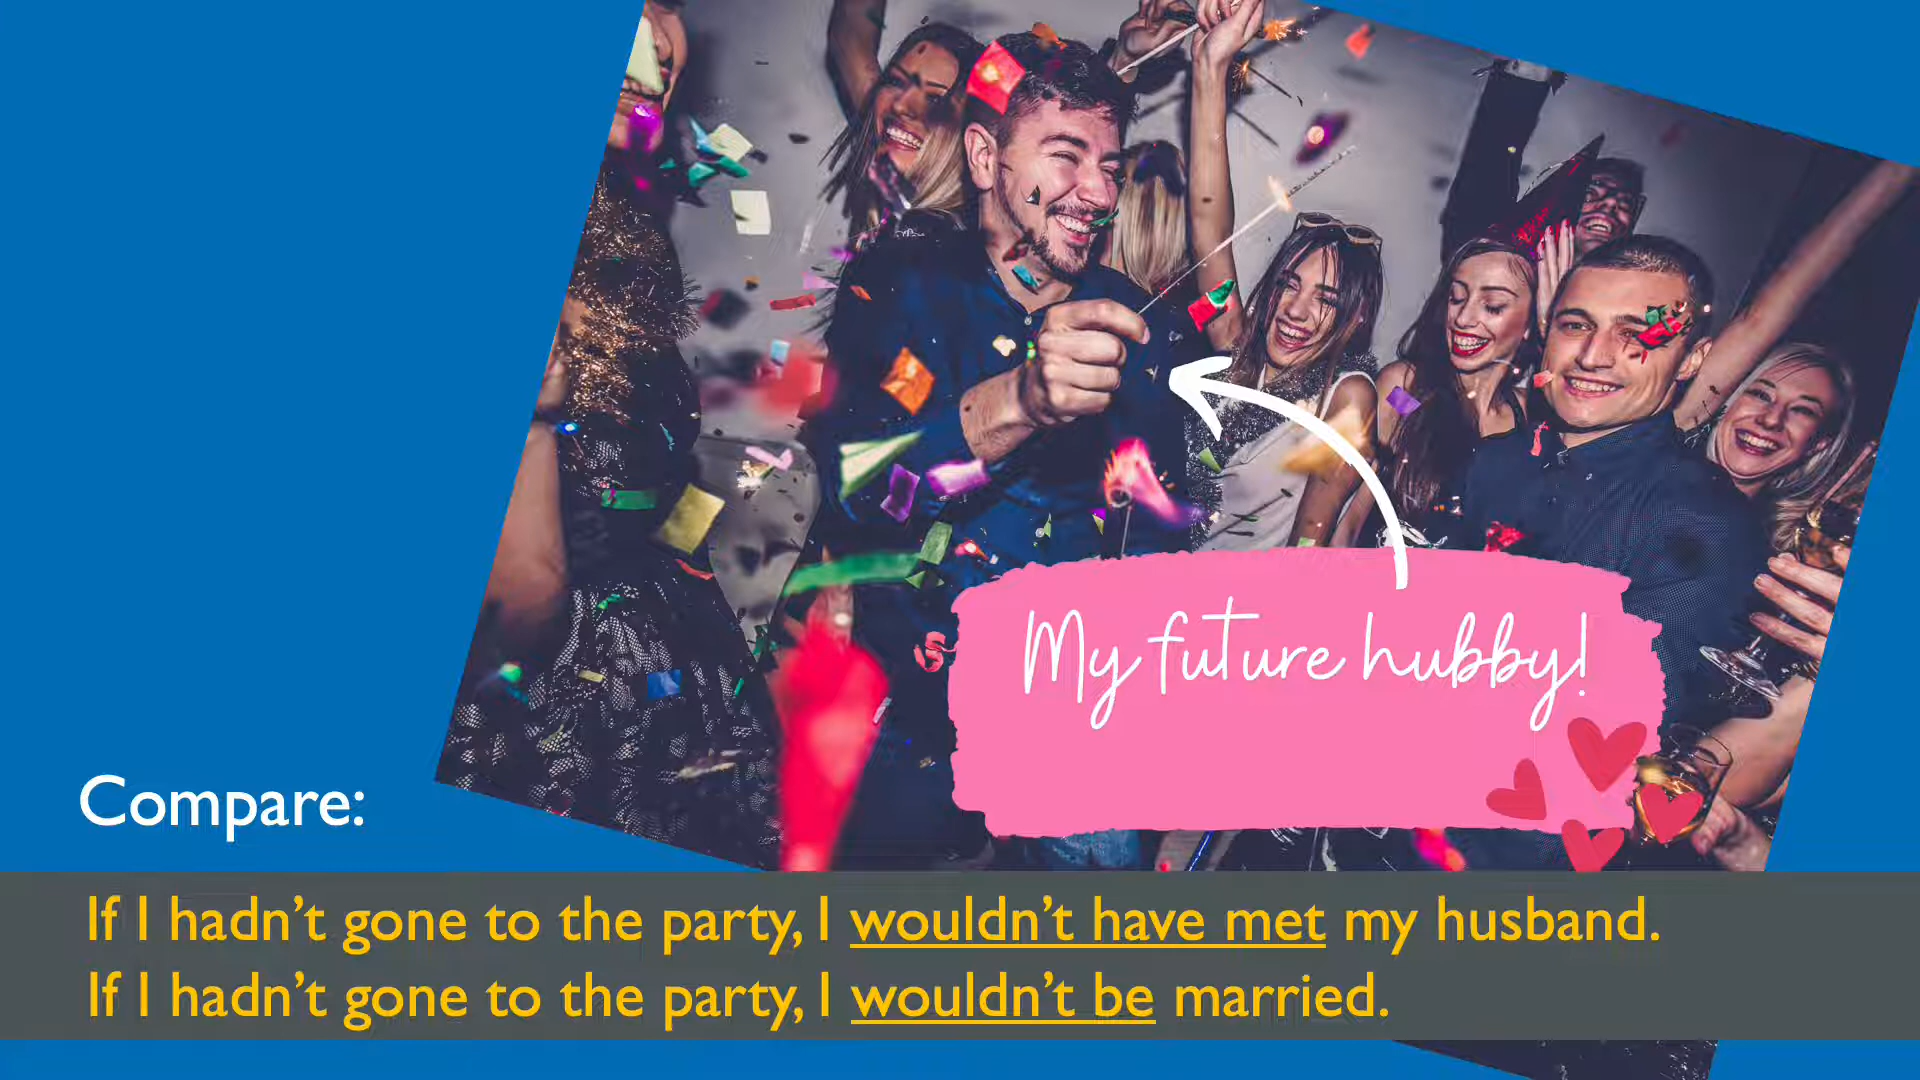 My future hubby!
Compare:
If I hadn't gone to the party, I wouldn't have met my husband.
If I hadn't gone to the party, I wouldn't be married.